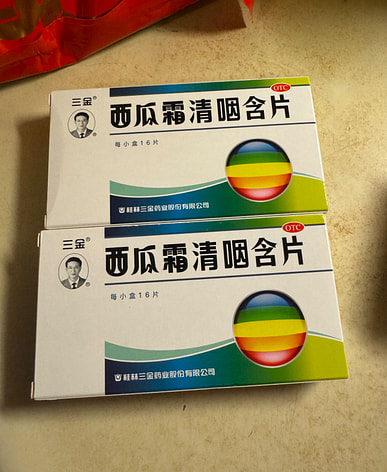 三金®
OTC
西瓜霜清咽含片
®
每小盒16片
桂林三金药业股份有限公司
三金®
OTC
西瓜霜清咽含片
®
每小盒16片
桂林三金药业股份有限公司